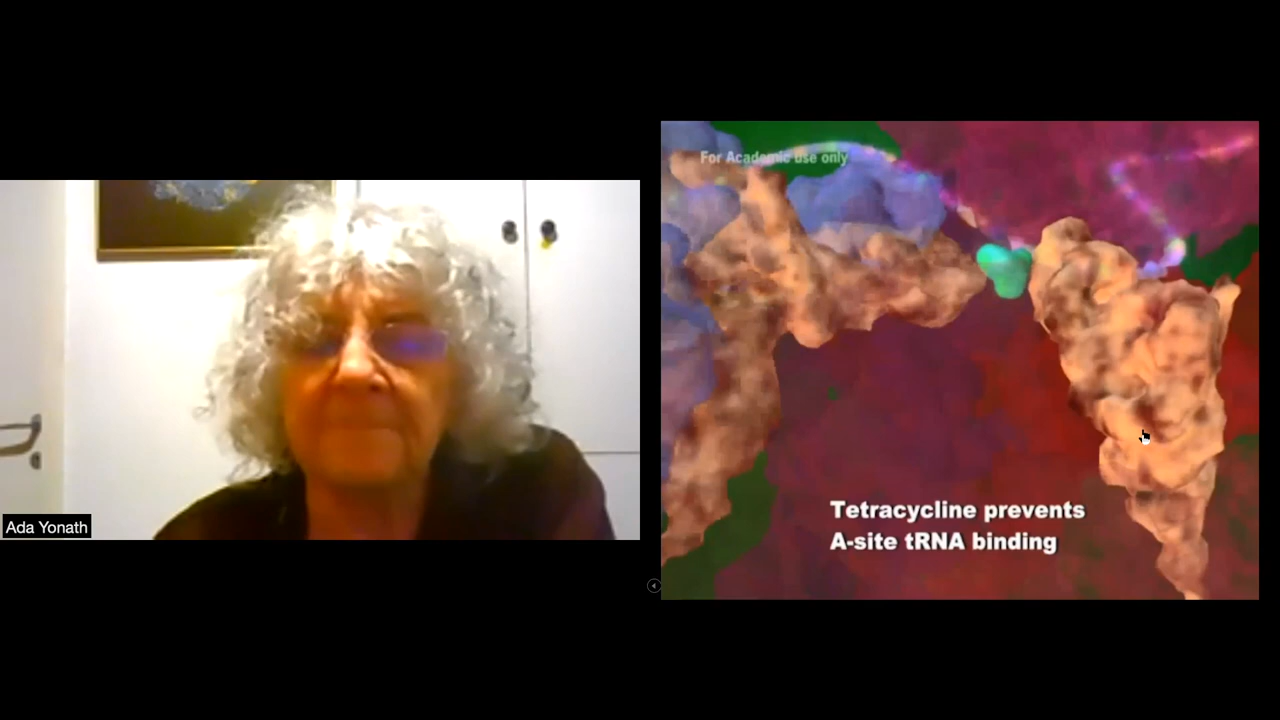 For Academic use only
Tetracycline prevents
A-site tRNA binding
Ada Yonath